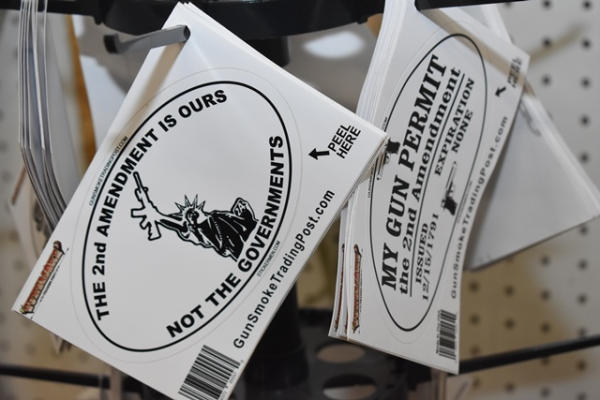 THE 2nd AMENDMENT IS OURS
NOT THE GOVERNMENTS
PEEL
HERE
GunSmokeTradingPost.com
MY GUN PERMIT
the 2nd Amendment
ISSUED
12/15/1791
EXPIRATION
NONE
GunSmokeTradingPost.com